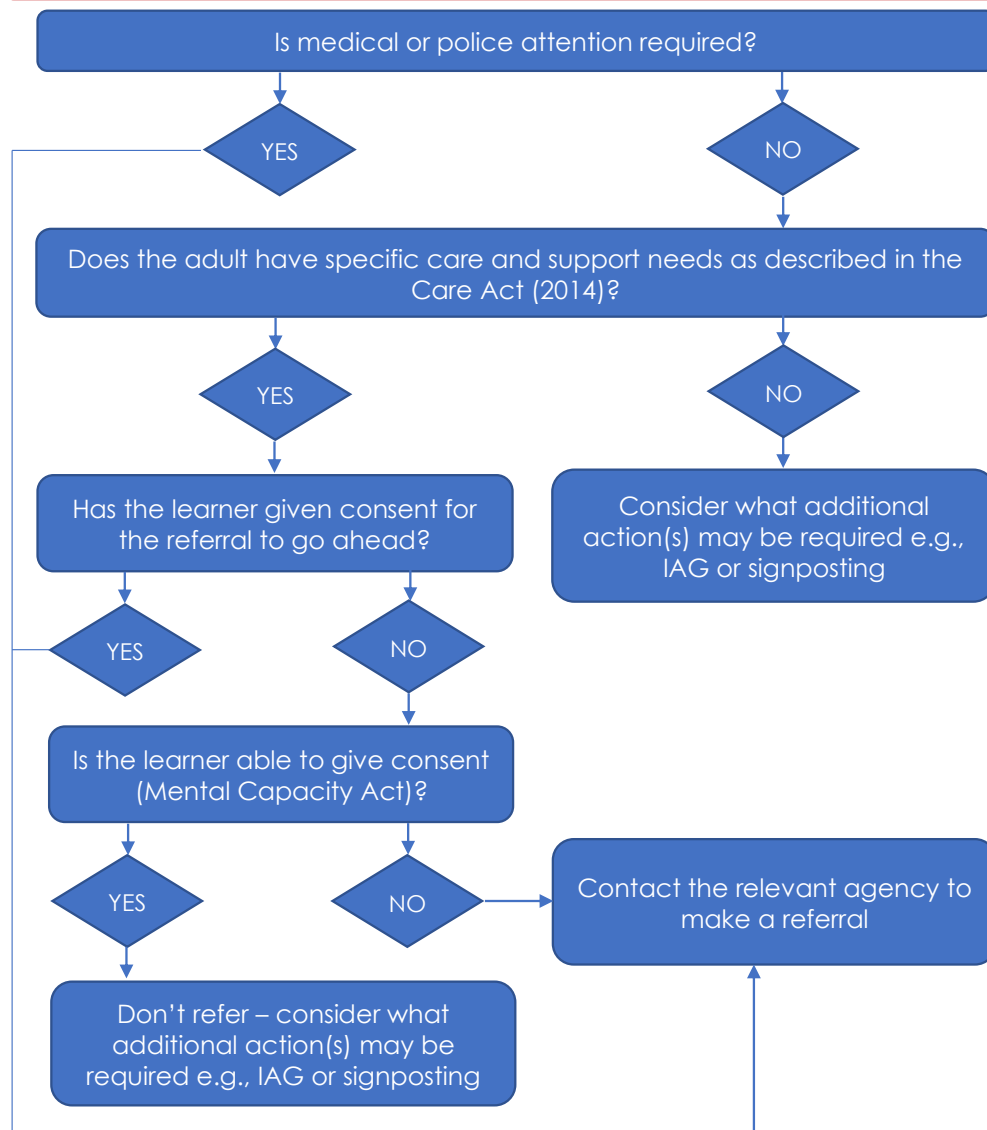 Is medical or police attention required?
YES
NO
Does the adult have specific care and support needs as described in the
Care Act (2014)?
YES
NO
Has the learner given consent for
the referral to go ahead?
Consider what additional
action(s) may be required e.g.,
IAG or signposting
YES
NO
Is the learner able to give consent
(Mental Capacity Act)?
YES
NO
Contact the relevant agency to
make a referral
Don’t refer – consider what
additional action(s) may be
required e.g., IAG or signposting